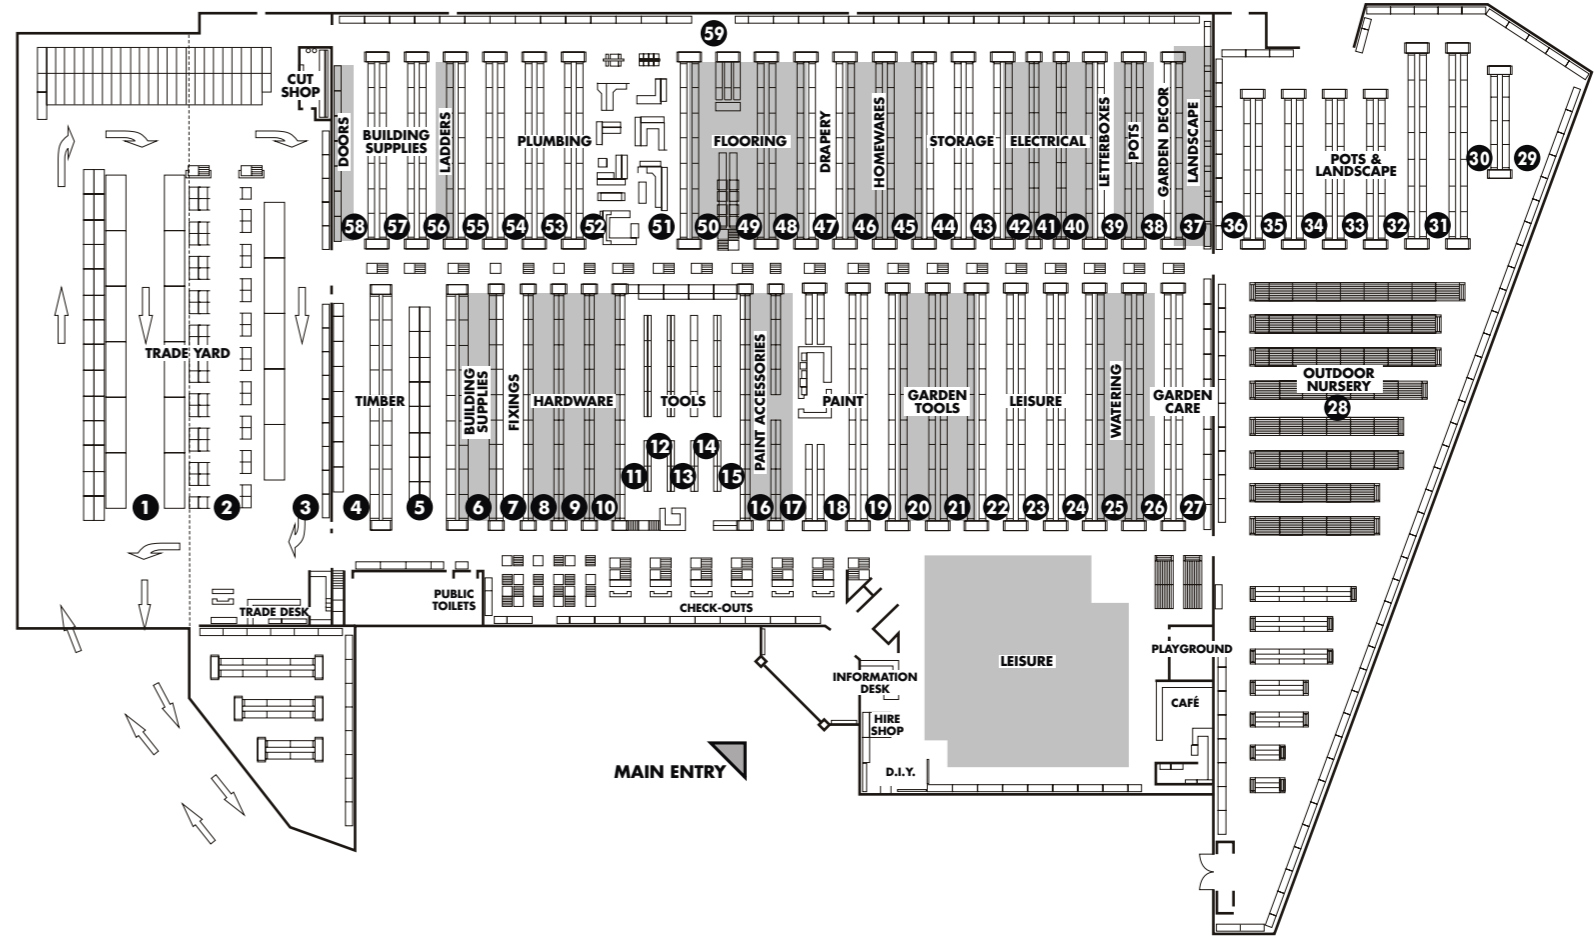 59
CUT
SHOP
DOORS
BUILDING
SUPPLIES
LADDERS
PLUMBING
FLOORING
DRAPERY
HOMEWARES
STORAGE
ELECTRICAL
LETTERBOXES
POTS
GARDEN DECOR
LANDSCAPE
POTS &
LANDSCAPE
30
29
58
57
56
55
54
53
52
51
50
49
48
47
46
45
44
43
42
41
40
39
38
37
36
35
34
33
32
31
TRADE YARD
TIMBER
BUILDING
SUPPLIES
FIXINGS
HARDWARE
TOOLS
PAINT ACCESSORIES
PAINT
GARDEN
TOOLS
LEISURE
WATERING
GARDEN
CARE
OUTDOOR
NURSERY
28
1
2
3
4
5
6
7
8
9
10
11
12
13
14
15
16
17
18
19
20
21
22
23
24
25
26
27
TRADE DESK
PUBLIC
TOILETS
CHECK-OUTS
INFORMATION
DESK
HIRE
SHOP
D.I.Y.
LEISURE
PLAYGROUND
CAFÉ
MAIN ENTRY